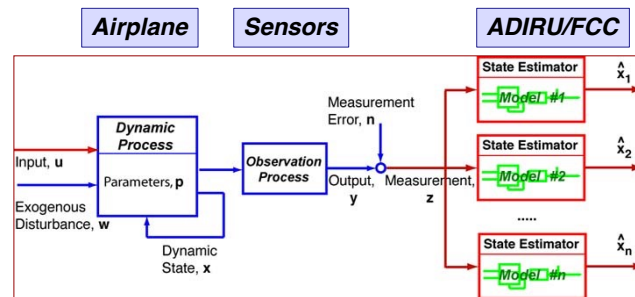 Airplane
Sensors
ADIRU/FCC
Dynamic
Process
Parameters, p
Input, u
Exogenous
Disturbance, w
Dynamic
State, x
Observation
Process
Measurement
Error, n
Output,
y
Measurement,
z
State Estimator
Model #1
x̂1
State Estimator
Model #2
x̂2
.....
State Estimator
Model #n
x̂n